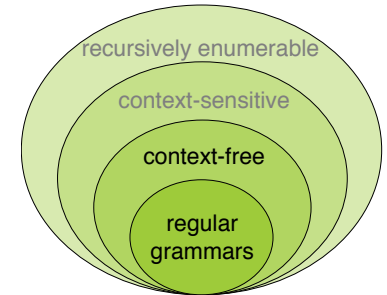 recursively enumerable
context-sensitive
context-free
regular
grammars